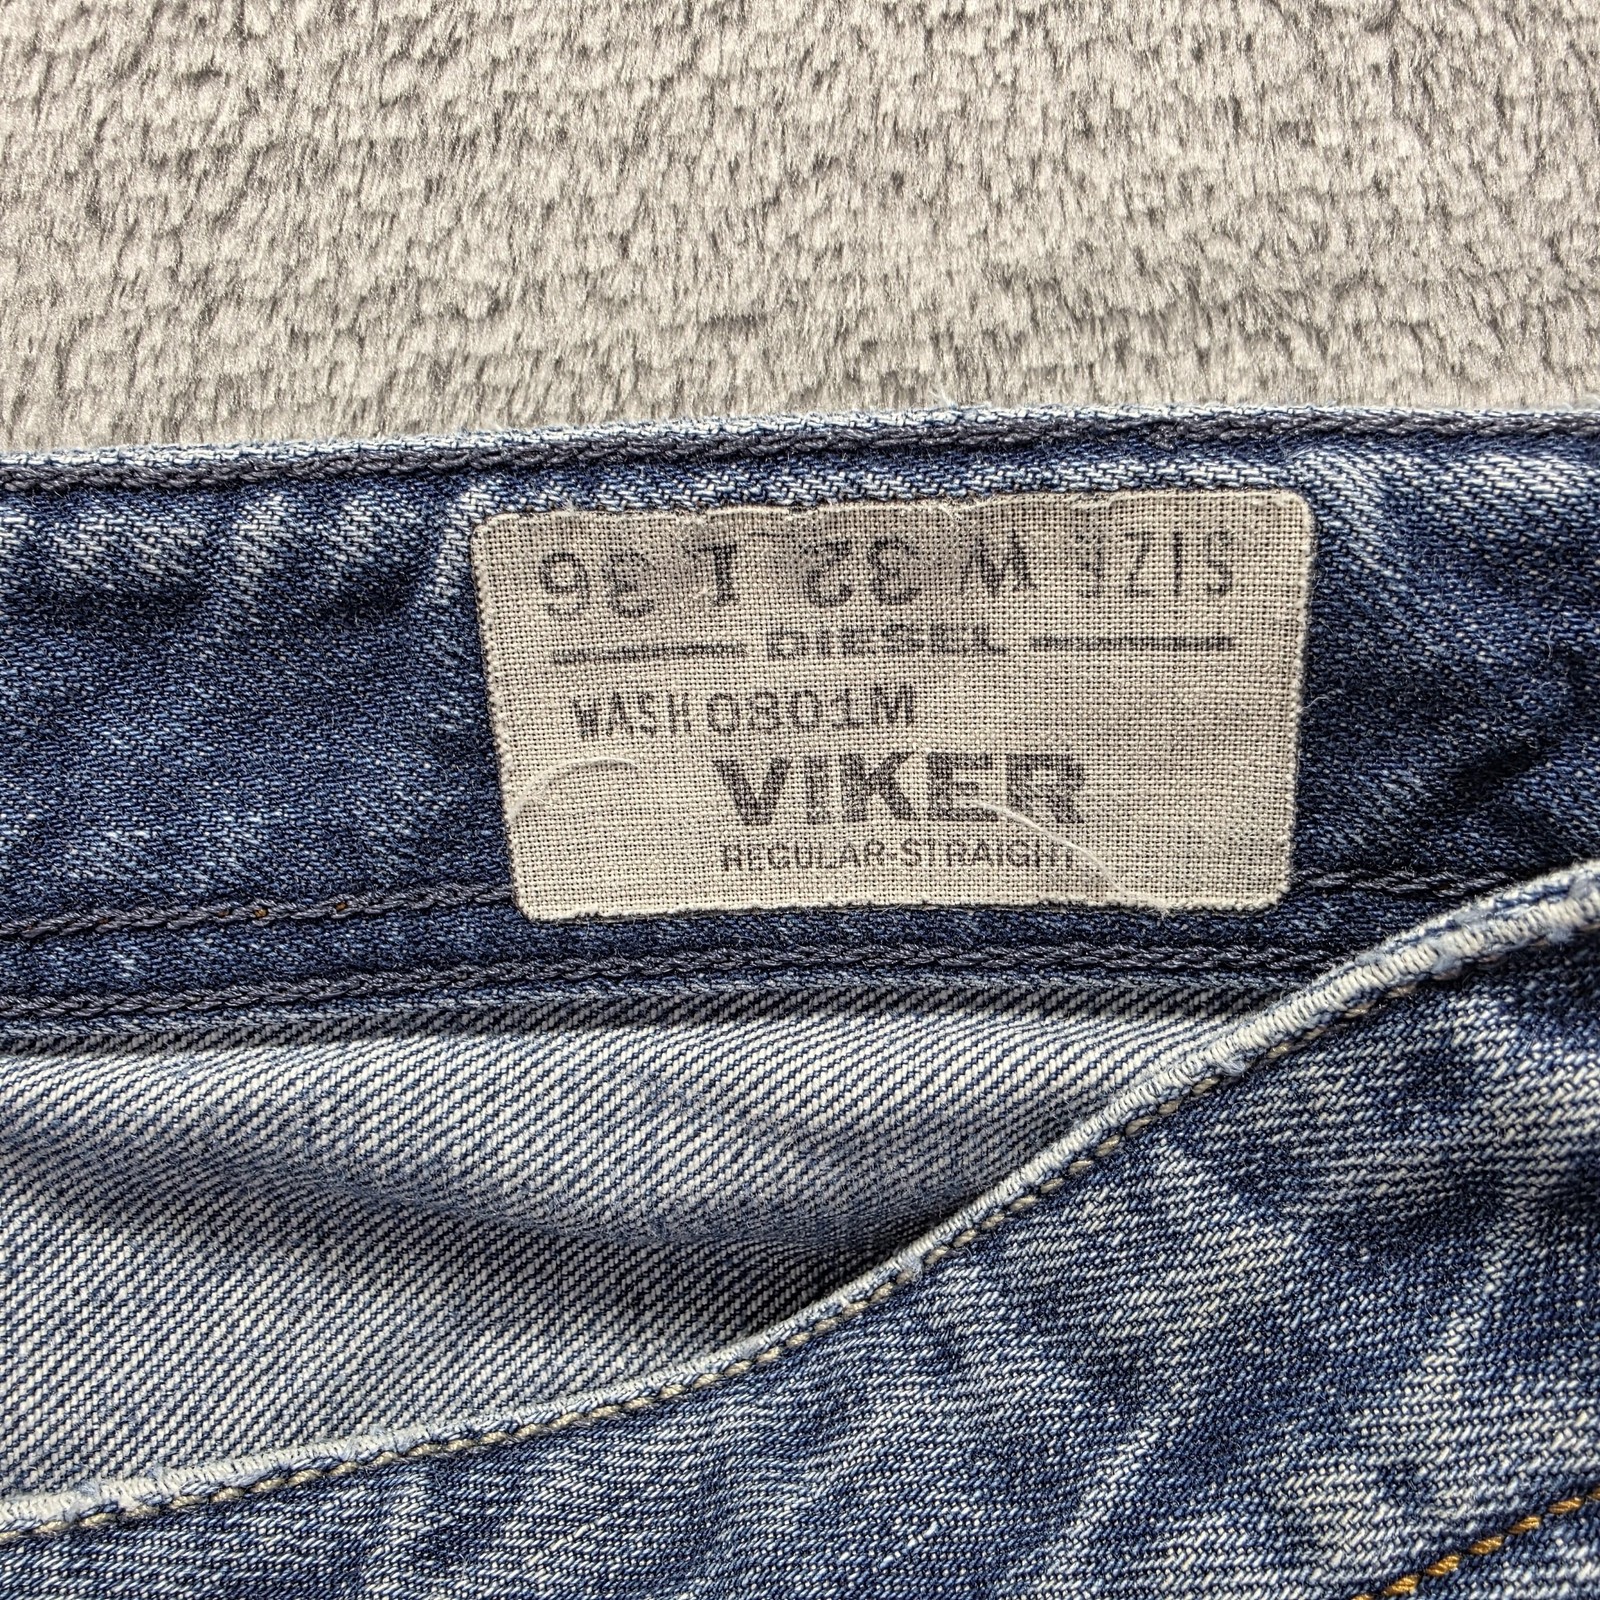 SIZE W 32 L 36
DIESEL
WASH 0801M
VIKER
REGULAR-STRAIGHT